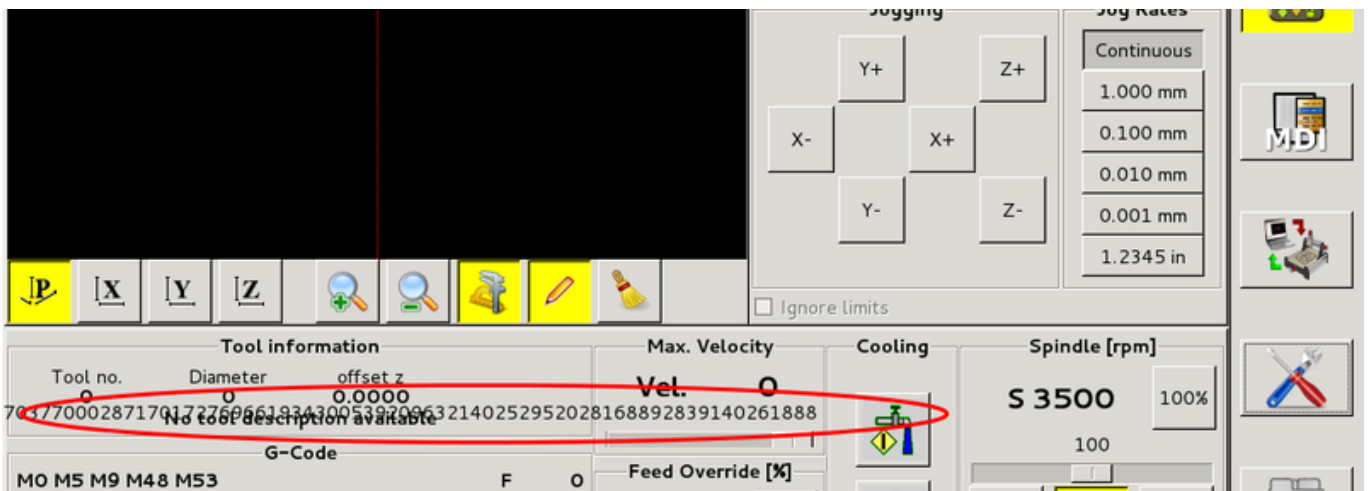 Jogging
Jog Rates
Continuous
Y+
Z+
1.000 mm
MDI
X-
X+
0.100 mm
0.010 mm
Y-
Z-
0.001 mm
1.2345 in
P
X
Y
Z
Ignore limits
Tool information
Max. Velocity
Cooling
Spindle [rpm]
Tool no.
Diameter
offset z
0
0
0.0000
Vel.
0
S 3500
100%
No tool description available
100
G-Code
Feed Override [%]
M0 M5 M9 M48 M53
F
0